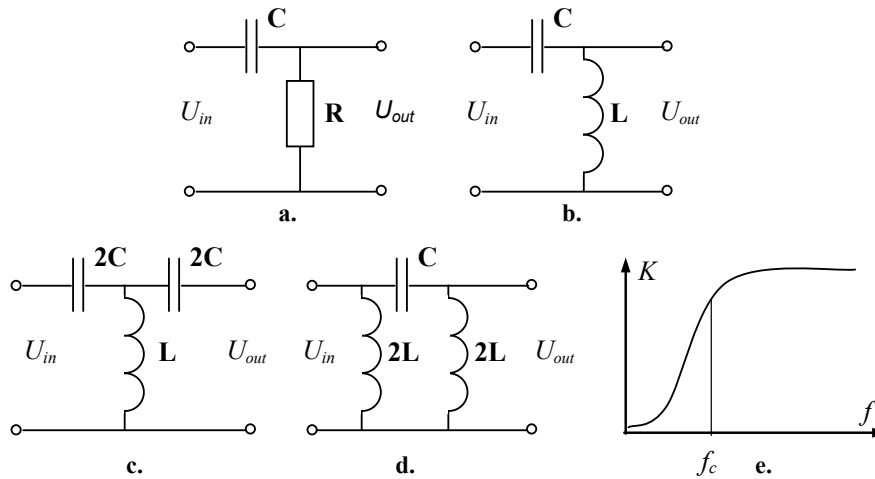 C
C
U_in
R
U_out
U_in
L
U_out
a.
b.
2C
2C
C
K
U_in
L
U_out
U_in
2L
2L
U_out
f
f_c
c.
d.
e.